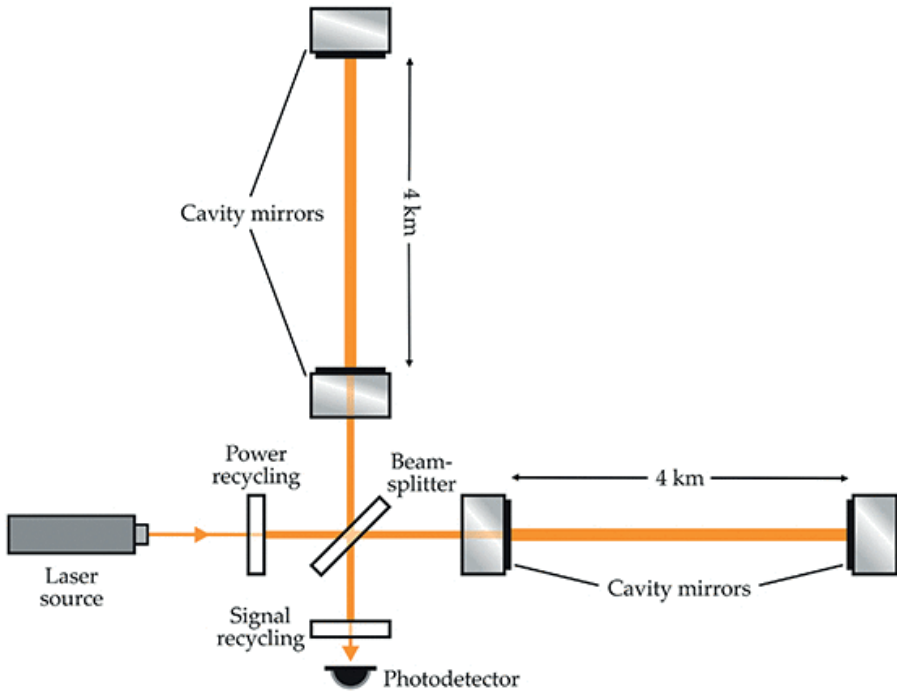 Cavity mirrors
4 km
Power
recycling
Beam-
splitter
4 km
Laser
source
Cavity mirrors
Signal
recycling
Photodetector